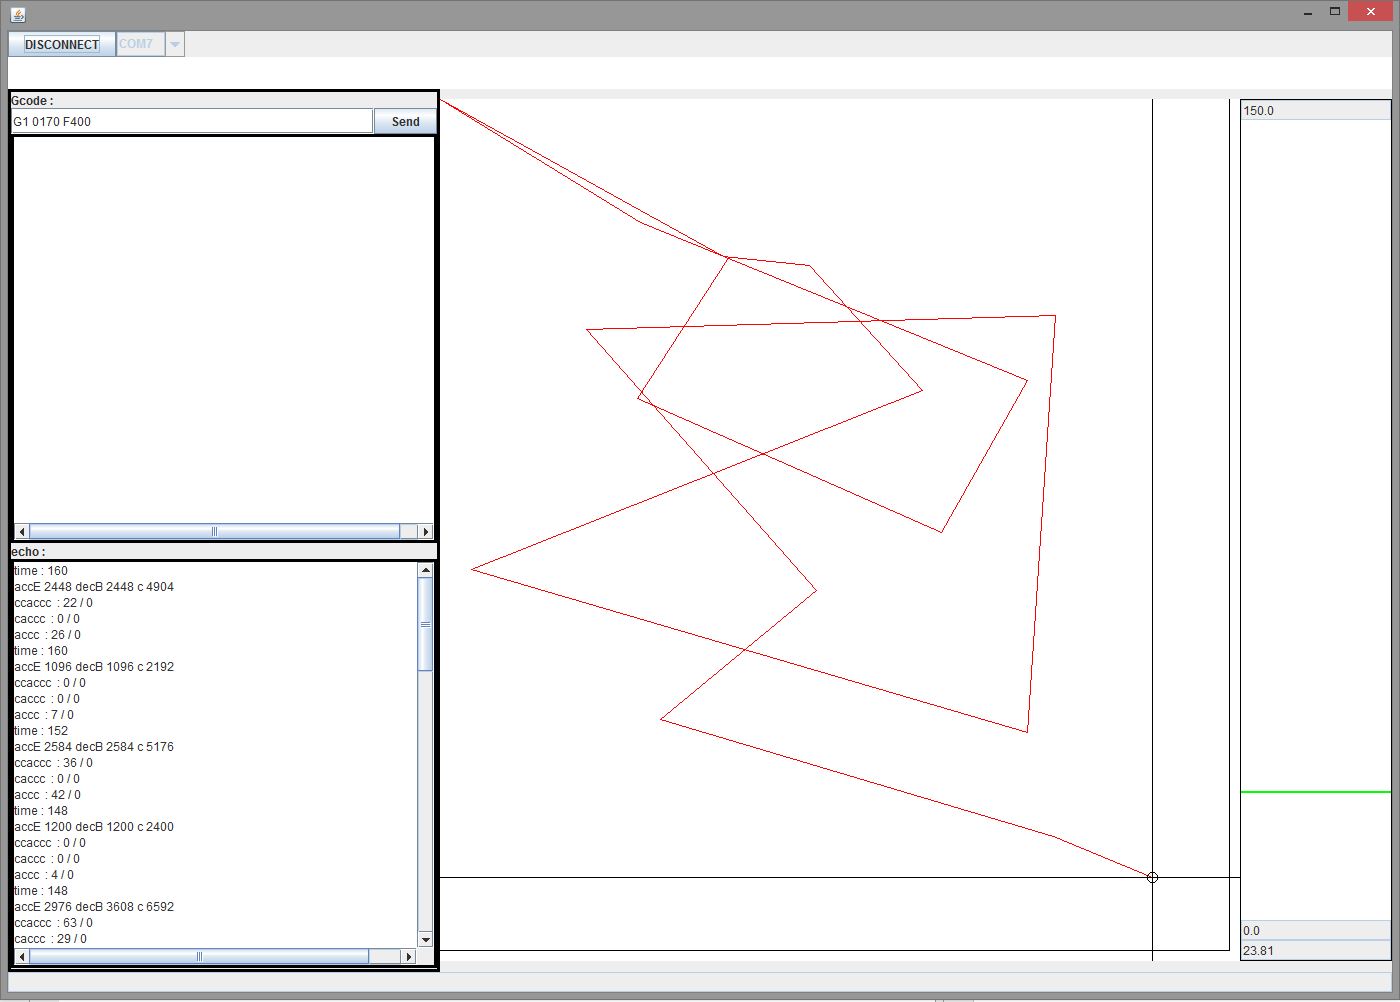 DISCONNECT COM7
Gcode :
G1 0170 F400 Send
150.0
echo :
time : 160
accE 2448 decB 2448 c 4904
ccaccc : 22 / 0
caccc : 0 / 0
accc : 26 / 0
time : 160
accE 1096 decB 1096 c 2192
ccaccc : 0 / 0
caccc : 0 / 0
accc : 7 / 0
time : 152
accE 2584 decB 2584 c 5176
ccaccc : 36 / 0
caccc : 0 / 0
accc : 42 / 0
time : 148
accE 1200 decB 1200 c 2400
ccaccc : 0 / 0
caccc : 0 / 0
accc : 4 / 0
time : 148
accE 2976 decB 3608 c 6592
ccaccc : 63 / 0
caccc : 29 / 0
0.0
23.81